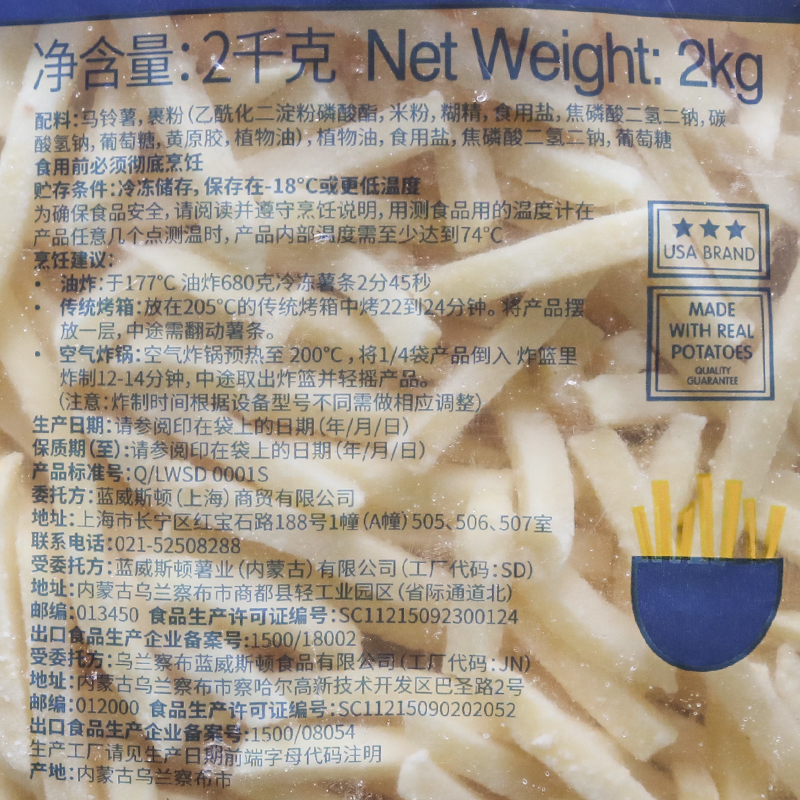 净含量:2千克 Net Weight: 2kg
配料:马铃薯,裹粉(乙酰化二淀粉磷酸酯,米粉,糊精,食用盐,焦磷酸二氢二钠,碳
酸氢钠,葡萄糖,黄原胶,植物油),植物油,食用盐,焦磷酸二氢二钠,葡萄糖
食用前必须彻底烹饪
贮存条件:冷冻储存,保存在-18°C或更低温度
为确保食品安全,请阅读并遵守烹饪说明,用测食品用的温度计在
产品任意几个点测温时,产品内部温度需至少达到74°C
烹饪建议:
• 油炸:于177°C 油炸680克冷冻薯条2分45秒
• 传统烤箱:放在205°C的传统烤箱中烤22到24分钟。将产品摆
放一层,中途需翻动薯条。
• 空气炸锅:空气炸锅预热至 200°C ,将1/4袋产品倒入 炸篮里
炸制12-14分钟,中途取出炸篮并轻摇产品。
(注意:炸制时间根据设备型号不同需做相应调整)
生产日期:请参阅印在袋上的日期(年/月/日)
保质期(至):请参阅印在袋上的日期(年/月/日)
产品标准号:Q/LWSD 0001S
委托方:蓝威斯顿(上海)商贸有限公司
地址:上海市长宁区红宝石路188号1幢(A幢)505、506、507室
联系电话:021-52508288
受委托方:蓝威斯顿薯业(内蒙古)有限公司(工厂代码:SD)
地址:内蒙古乌兰察布市商都县轻工业园区(省际通道北)
邮编:013450 食品生产许可证编号:SC11215092300124
出口食品生产企业备案号:1500/18002
受委托方:乌兰察布蓝威斯顿食品有限公司(工厂代码:JN)
地址:内蒙古乌兰察布市察哈尔高新技术开发区巴圣路2号
邮编:012000 食品生产许可证编号:SC11215090202052
出口食品生产企业备案号:1500/08054
生产工厂请见生产日期前端字母代码注明
产地:内蒙古乌兰察布市
USA BRAND
MADE
WITH REAL
POTATOES
QUALITY
GUARANTEE